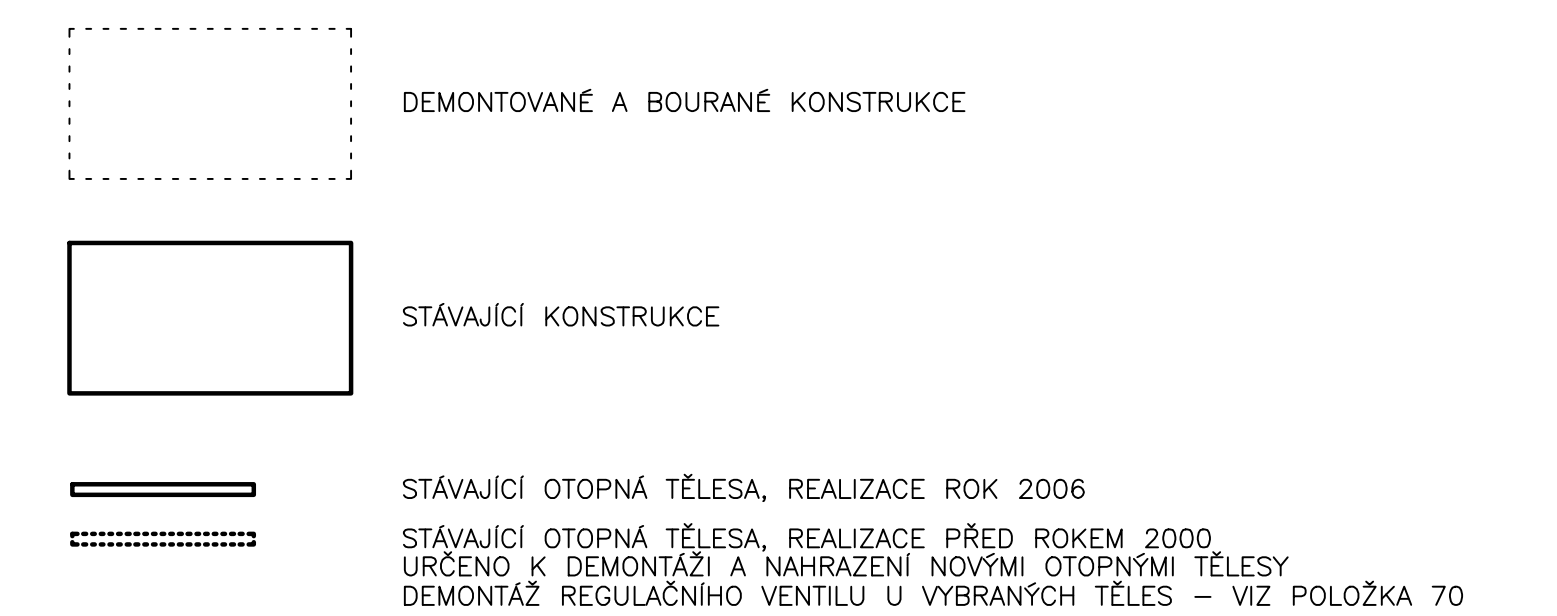 DEMONTOVANÉ A BOURANÉ KONSTRUKCE
STÁVAJÍCÍ KONSTRUKCE
STÁVAJÍCÍ OTOPNÁ TĚLESA, REALIZACE ROK 2006
STÁVAJÍCÍ OTOPNÁ TĚLESA, REALIZACE PŘED ROKEM 2000
URČENO K DEMONTÁŽI A NAHRAZENÍ NOVÝMI OTOPNÝMI TĚLESY
DEMONTÁŽ REGULAČNÍHO VENTILU U VYBRANÝCH TĚLES – VIZ POLOŽKA 70